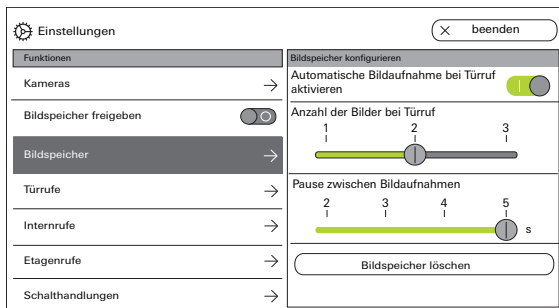 Einstellungen
× beenden
Funktionen
Kameras
Bildspeicher freigeben
Bildspeicher
Türrufe
Internrufe
Etagenrufe
Schalthandlungen
Bildspeicher konfigurieren
Automatische Bildaufnahme bei Türruf
aktivieren
Anzahl der Bilder bei Türruf
1 2 3
Pause zwischen Bildaufnahmen
2 3 4 5
s
Bildspeicher löschen